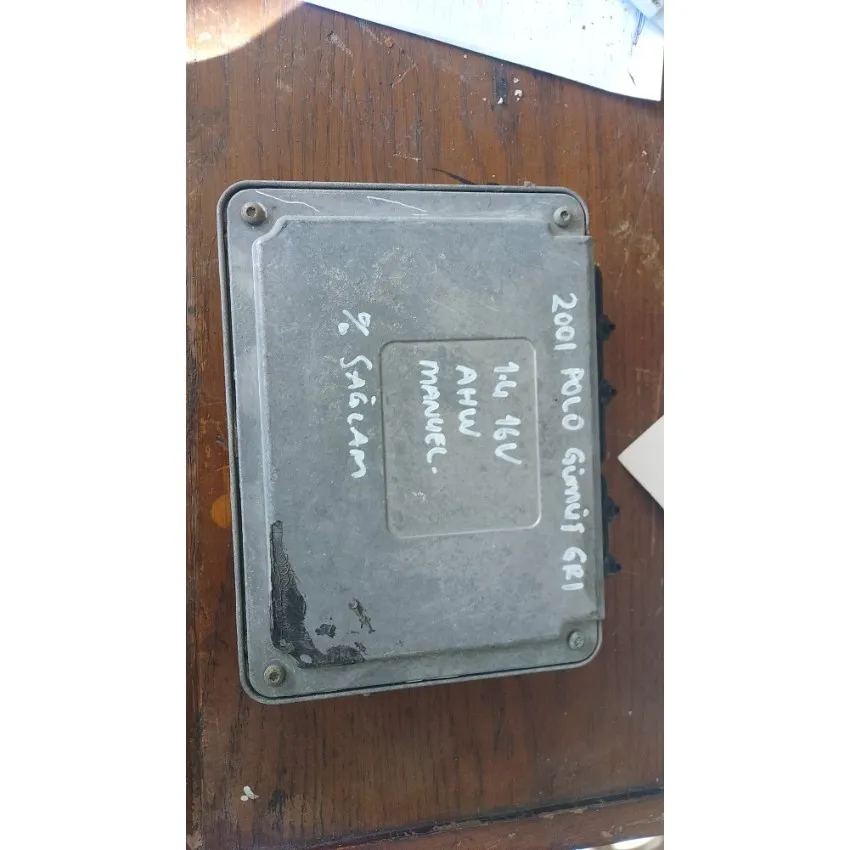 2001 POLO GÜMÜŞ GRI
1.4 16V
AHW
MANUEL.
% SAĞLAM